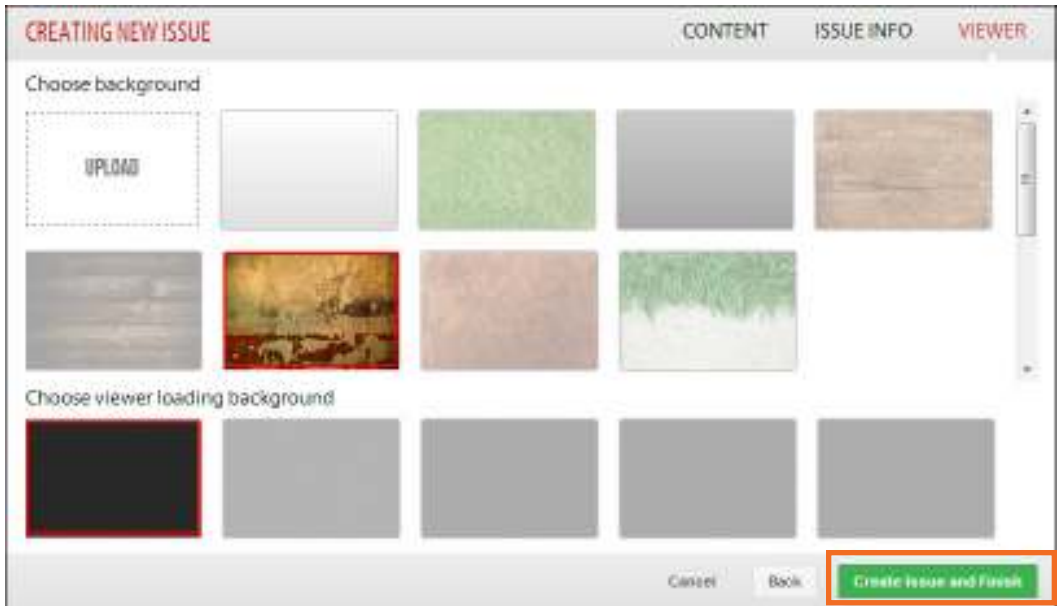 CREATING NEW ISSUE CONTENT ISSUE INFO VIEWER
Choose background
UPLOAD
Choose viewer loading background
Cancel Back Create Issue and Finish